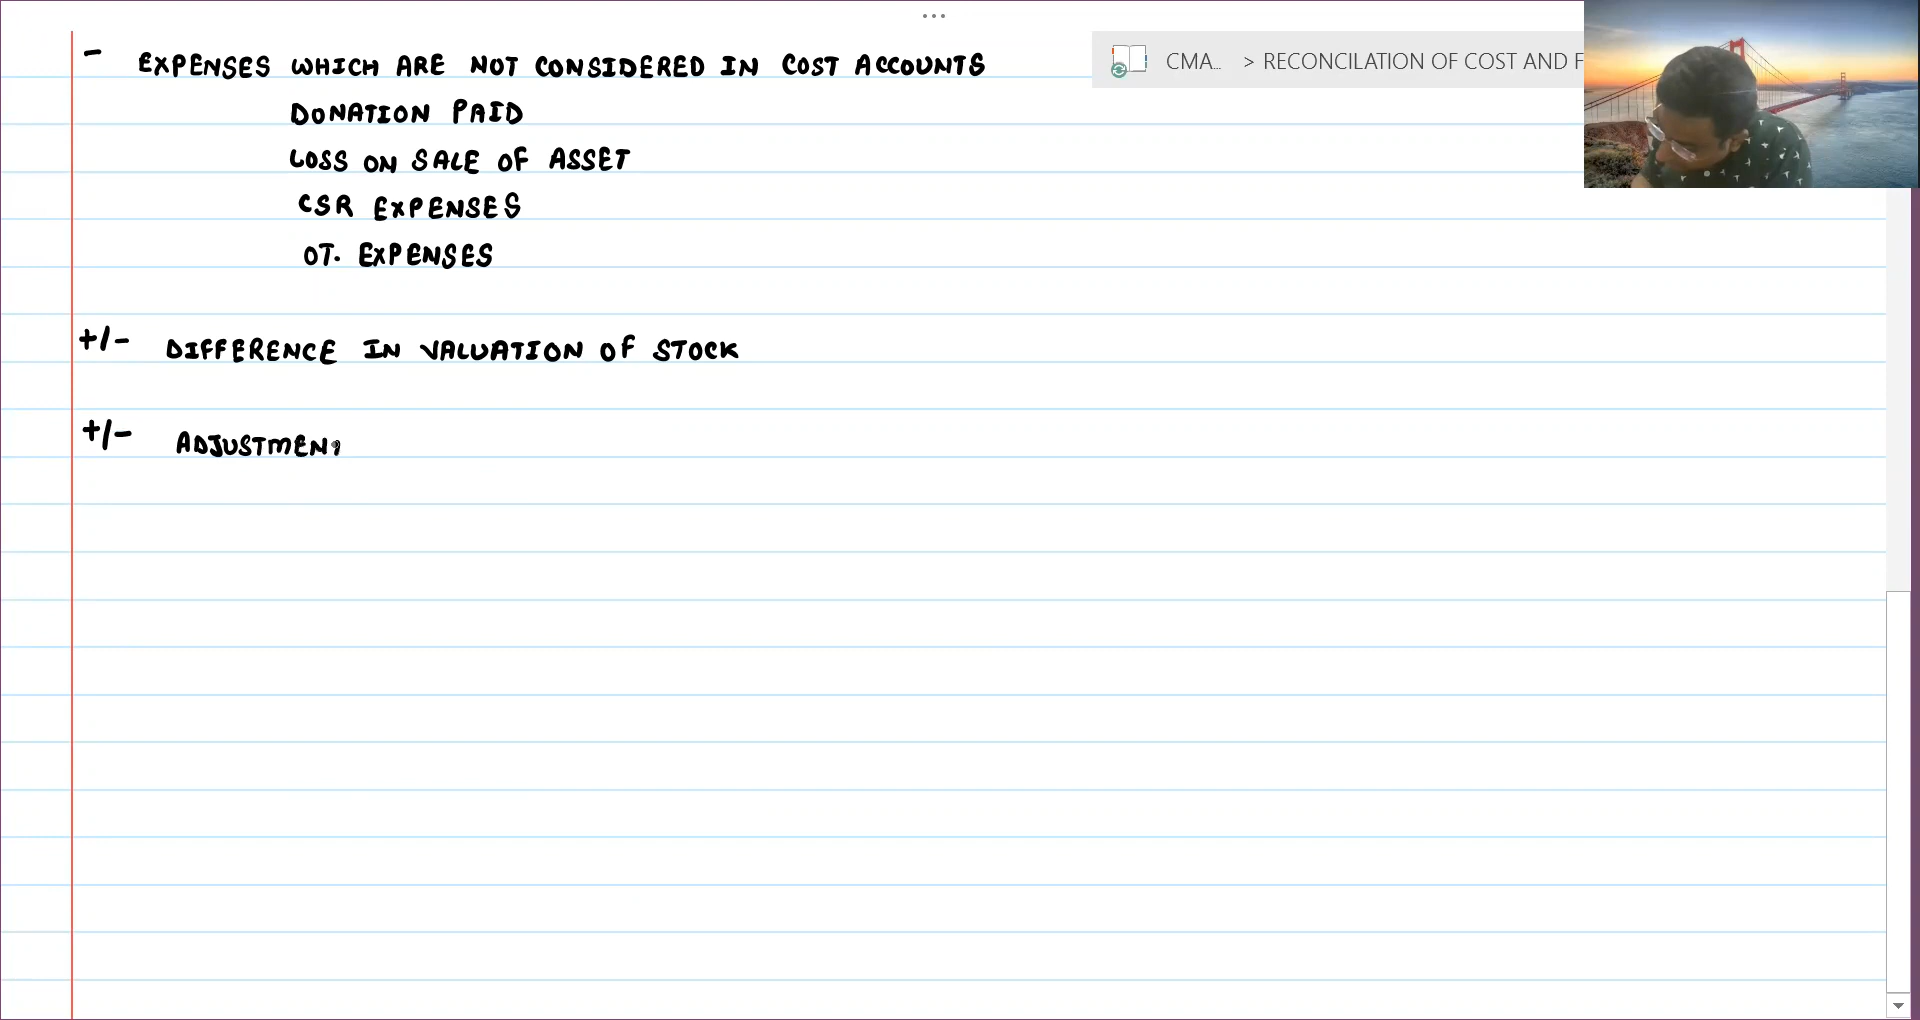 - EXPENSES WHICH ARE NOT CONSIDERED IN COST ACCOUNTS
CMA... > RECONCILATION OF COST AND F
DONATION PAID
LOSS ON SALE OF ASSET
CSR EXPENSES
OT. EXPENSES
+/- DIFFERENCE IN VALUATION OF STOCK
+/- ADJUSTMEN